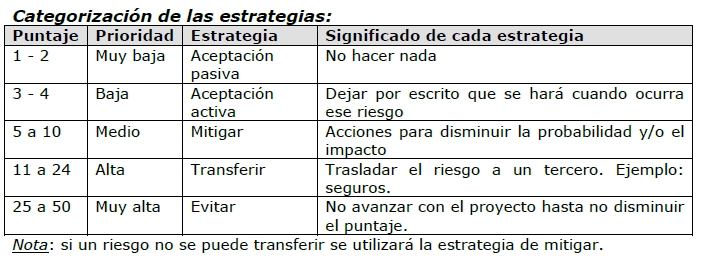 Categorización de las estrategias:
Puntaje Prioridad Estrategia Significado de cada estrategia
1 - 2 Muy baja Aceptación No hacer nada
pasiva
3 - 4 Baja Aceptación Dejar por escrito que se hará cuando ocurra
activa ese riesgo
5 a 10 Medio Mitigar Acciones para disminuir la probabilidad y/o el
impacto
11 a 24 Alta Transferir Trasladar el riesgo a un tercero. Ejemplo:
seguros.
25 a 50 Muy alta Evitar No avanzar con el proyecto hasta no disminuir
el puntaje.
Nota: si un riesgo no se puede transferir se utilizará la estrategia de mitigar.